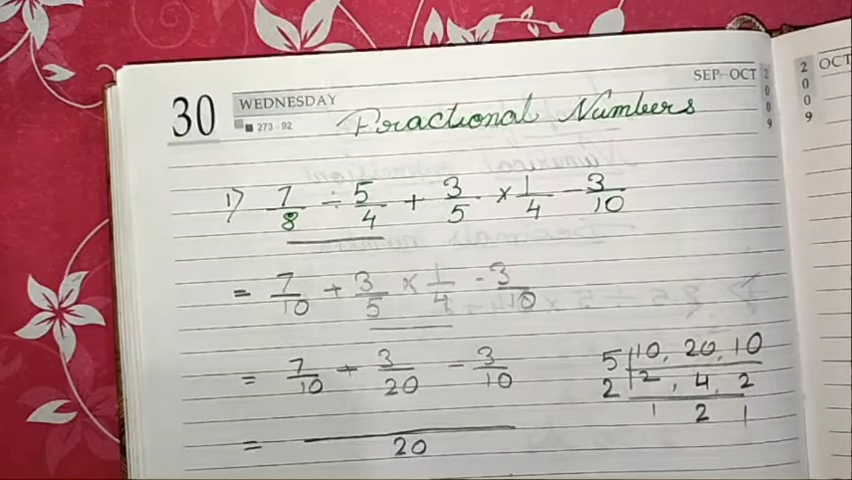 30 WEDNESDAY SEP-OCT 2009
273 92
Fractional Numbers
1) 7/8 ÷ 5/4 + 3/5 × 1/4 - 3/10
= 7/10 + 3/5 × 1/4 - 3/10
= 7/10 + 3/20 - 3/10
= /20
5 | 10, 20, 10
2 | 2, 4, 2
1 2 1
2009 OCT